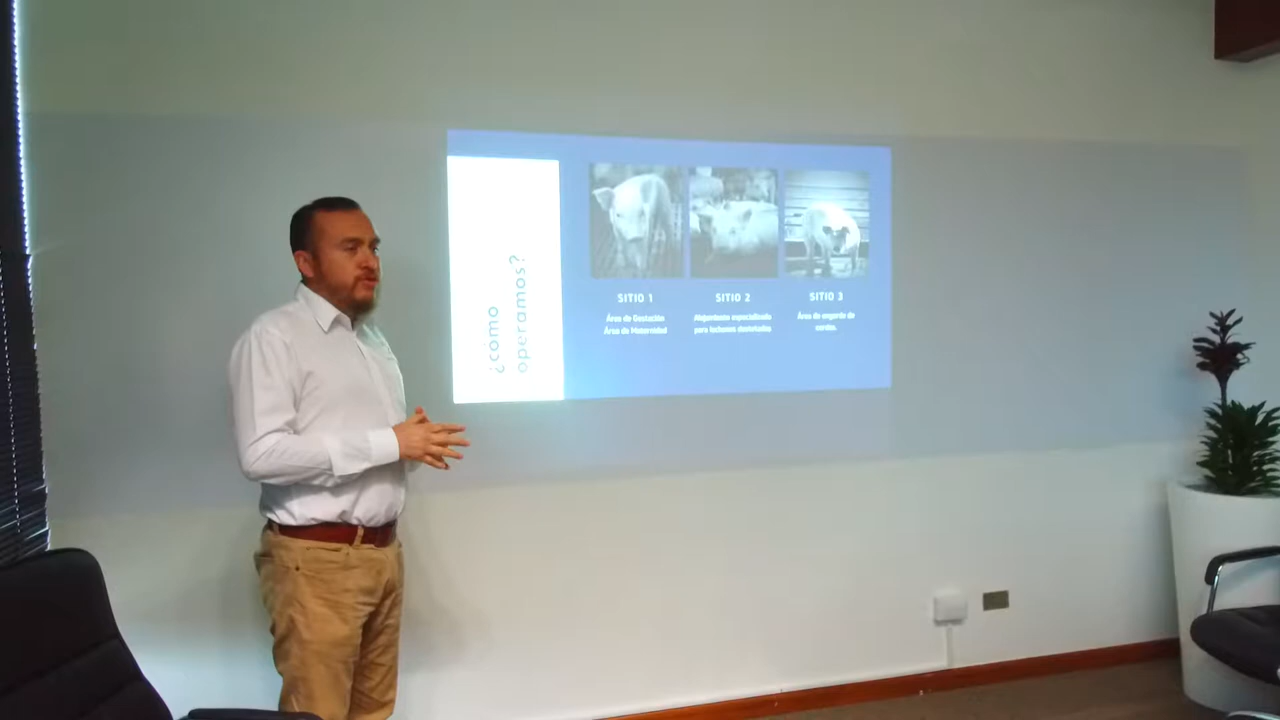 ¿cómo
operamos?
SITIO 1
Área de Gestación
Área de Maternidad
SITIO 2
Alojamiento especializado
para lechones destetados
SITIO 3
Área de engorda de
cerdos.